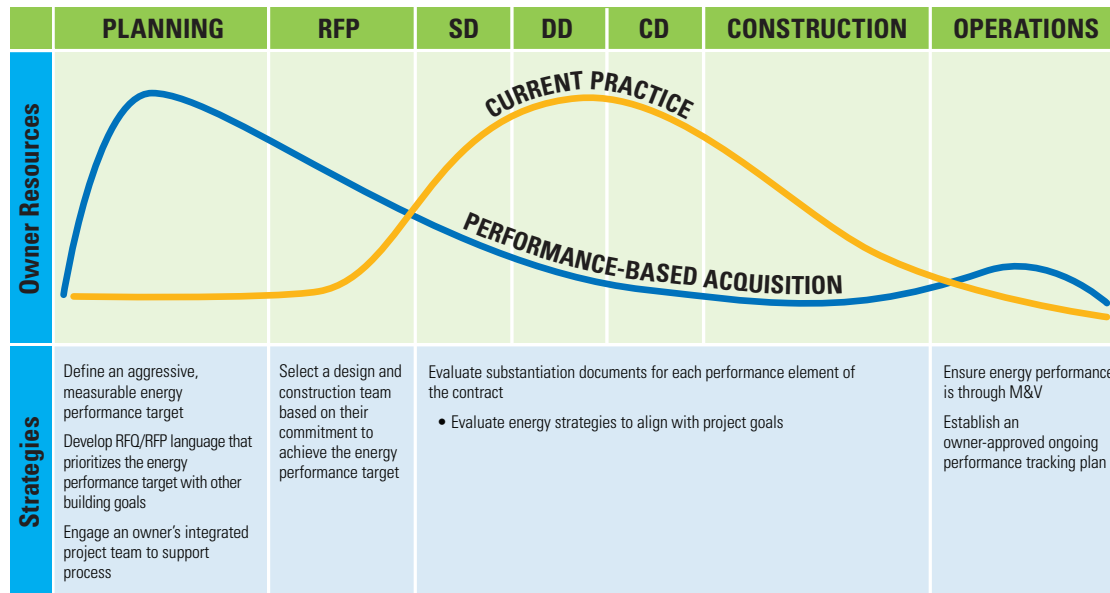 PLANNING
RFP
SD
DD
CD
CONSTRUCTION
OPERATIONS
Owner Resources
CURRENT PRACTICE
PERFORMANCE-BASED ACQUISITION
Strategies
Define an aggressive,
measurable energy
performance target
Develop RFQ/RFP language that
prioritizes the energy
performance target with other
building goals
Engage an owner's integrated
project team to support
process
Select a design and
construction team
based on their
commitment to
achieve the energy
performance target
Evaluate substantiation documents for each performance element of
the contract
• Evaluate energy strategies to align with project goals
Ensure energy performance
is through M&V
Establish an
owner-approved ongoing
performance tracking plan